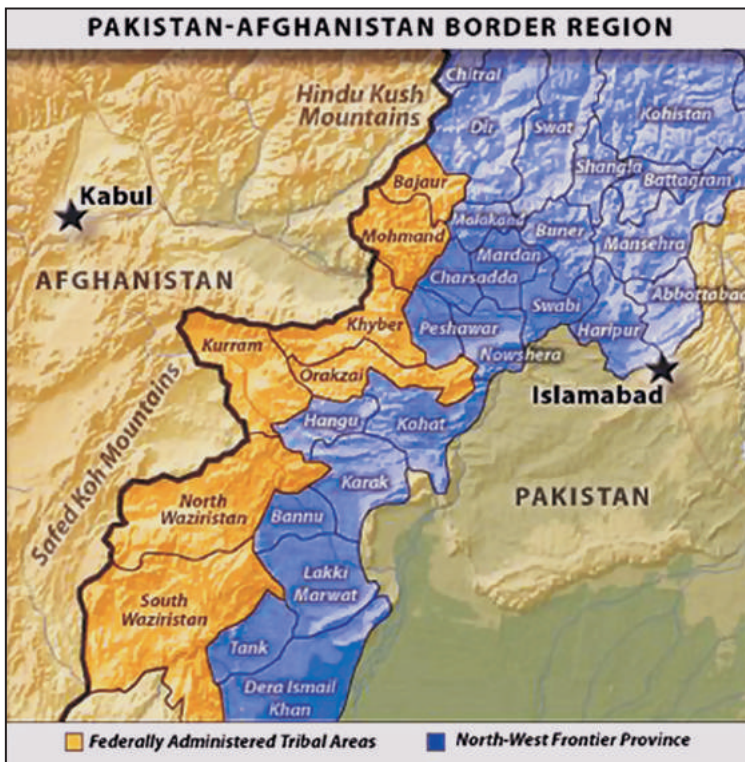 PAKISTAN-AFGHANISTAN BORDER REGION
Chitral
Hindu Kush
Mountains
Dir
Swat
Kohistan
Shangla
Battagram
Bajaur
Kabul
Malakand
Buner
Mansehra
Mohmand
Mardan
Charsadda
AFGHANISTAN
Abbottabad
Swabi
Khyber
Peshawar
Haripur
Kurram
Nowshera
Orakzai
Islamabad
Hangu
Kohat
Safed Koh Mountains
Karak
PAKISTAN
North
Waziristan
Bannu
Lakki
Marwat
South
Waziristan
Tank
Dera Ismail
Khan
Federally Administered Tribal Areas
North-West Frontier Province